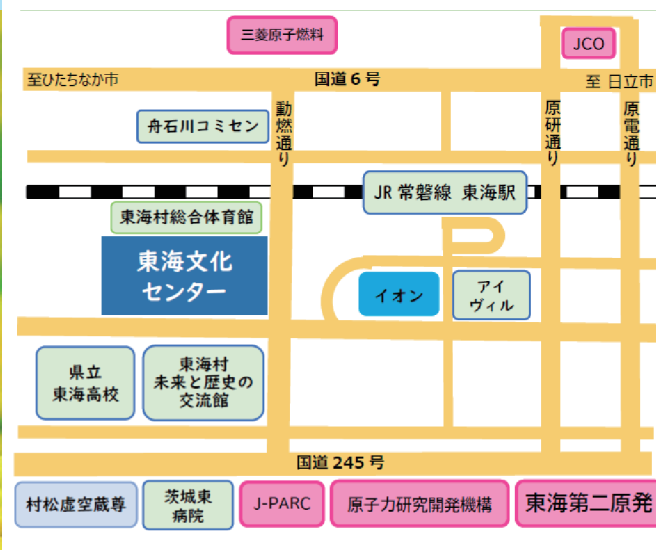 三菱原子燃料
JCO
至ひたちなか市
国道6号
至 日立市
舟石川コミセン
動燃通り
原研通り
原電通り
JR 常磐線 東海駅
東海村総合体育館
東海文化
センター
イオン
アイ
ヴィル
県立
東海高校
東海村
未来と歴史の
交流館
国道245号
村松虚空蔵尊
茨城東
病院
J-PARC
原子力研究開発機構
東海第二原発